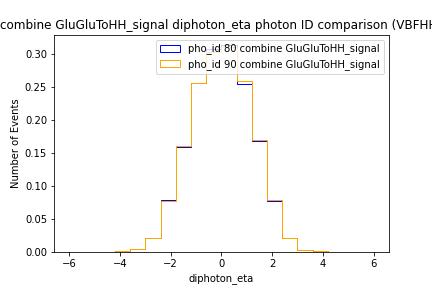 combine GluGluToHH_signal diphoton_eta photon ID comparison (VBFHH
pho_id 80 combine GluGluToHH_signal
pho_id 90 combine GluGluToHH_signal
Number of Events
0.30
0.25
0.20
0.15
0.10
0.05
0.00
−6 −4 −2 0 2 4 6
diphoton_eta